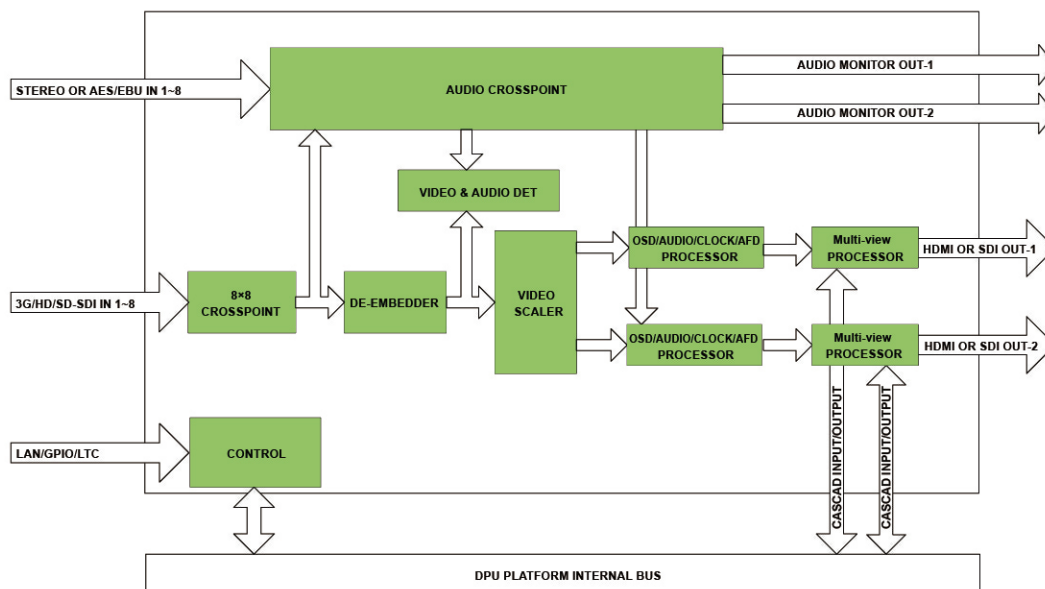 STEREO OR AES/EBU IN 1~8
AUDIO CROSSPOINT
AUDIO MONITOR OUT-1
AUDIO MONITOR OUT-2
VIDEO & AUDIO DET
3G/HD/SD-SDI IN 1~8
8×8
CROSSPOINT
DE-EMBEDDER
VIDEO
SCALER
OSD/AUDIO/CLOCK/AFD
PROCESSOR
Multi-view
PROCESSOR
HDMI OR SDI OUT-1
OSD/AUDIO/CLOCK/AFD
PROCESSOR
Multi-view
PROCESSOR
HDMI OR SDI OUT-2
CASCAD INPUT/OUTPUT
CASCAD INPUT/OUTPUT
LAN/GPIO/LTC
CONTROL
DPU PLATFORM INTERNAL BUS